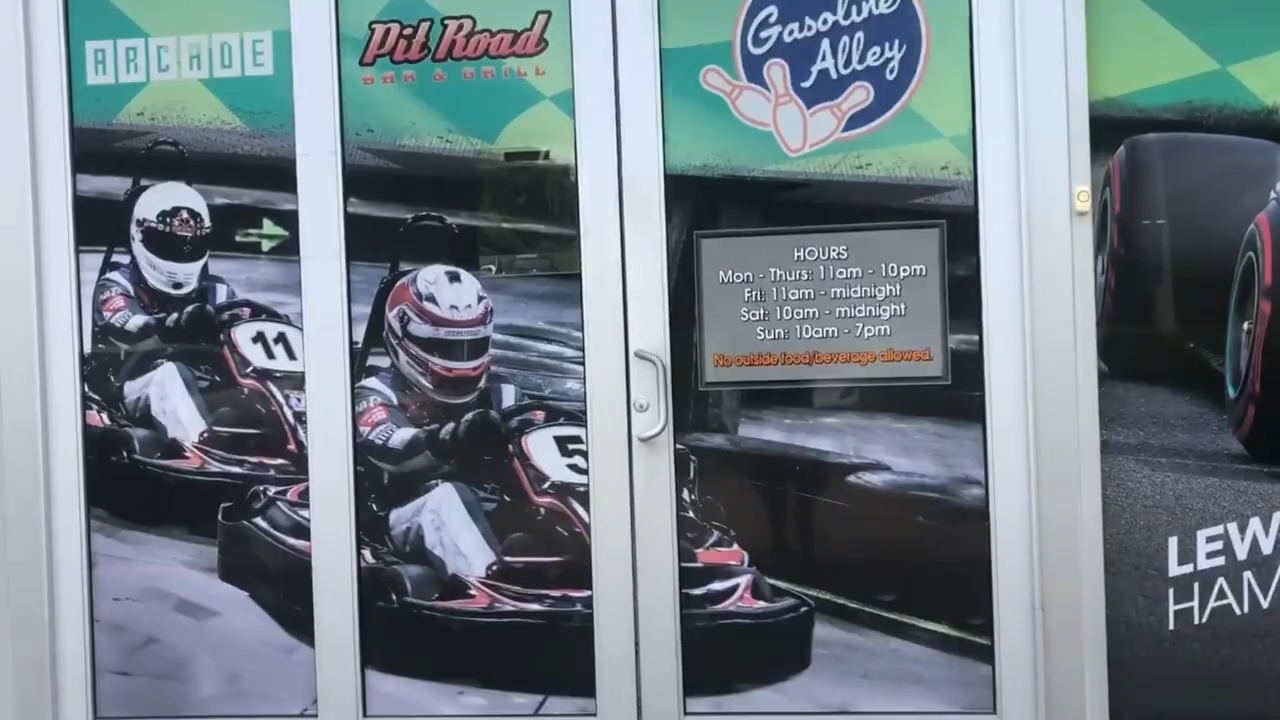 ARCADE
Pit Road
BAR & GRILL
Gasoline
Alley
HOURS
Mon - Thurs: 11am - 10pm
Fri: 11am - midnight
Sat: 10am - midnight
Sun: 10am - 7pm
No outside food/beverage allowed.
11
5
LEW
HAM